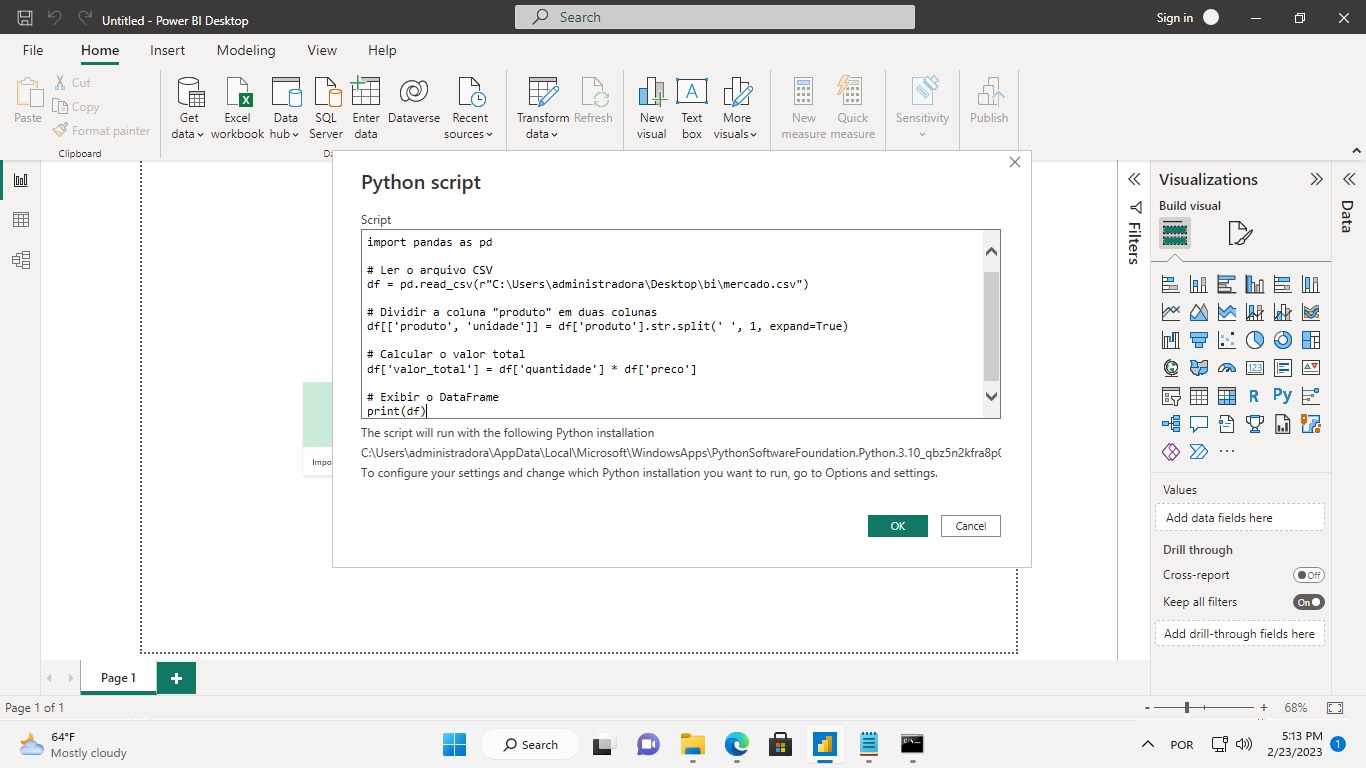 Untitled - Power BI Desktop
Search
Sign in
File Home Insert Modeling View Help
Paste
Cut
Copy
Format painter
Clipboard
Get data
Excel workbook
Data hub
SQL Server
Enter data
Dataverse
Recent sources
Transform data
Refresh
New visual
Text box
More visuals
New measure
Quick measure
Sensitivity
Publish
Python script
Script
import pandas as pd
# Ler o arquivo CSV
df = pd.read_csv(r"C:\Users\administradora\Desktop\bi\mercado.csv")
# Dividir a coluna "produto" em duas colunas
df[['produto', 'unidade']] = df['produto'].str.split(' ', 1, expand=True)
# Calcular o valor total
df['valor_total'] = df['quantidade'] * df['preco']
# Exibir o DataFrame
print(df)
The script will run with the following Python installation
C:\Users\administradora\AppData\Local\Microsoft\WindowsApps\PythonSoftwareFoundation.Python.3.10_qbz5n2kfra8p0
To configure your settings and change which Python installation you want to run, go to Options and settings.
OK
Cancel
Impo
Filters
Visualizations
Build visual
123
R
Py
Values
Add data fields here
Drill through
Cross-report
Off
Keep all filters
On
Add drill-through fields here
Data
Page 1
Page 1 of 1
- + 68%
64°F
Mostly cloudy
Search
POR
5:13 PM
2/23/2023
1